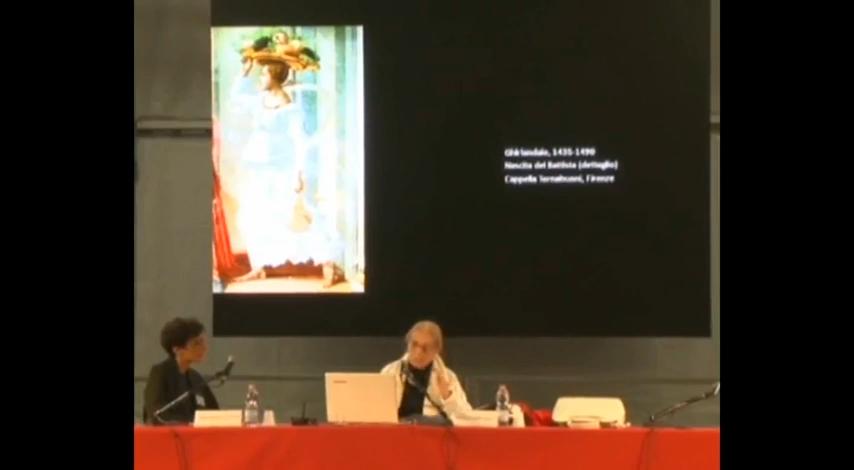 Ghirlandaio, 1435-1490
Nascita del Battista (dettaglio)
Cappella Tornabuoni, Firenze